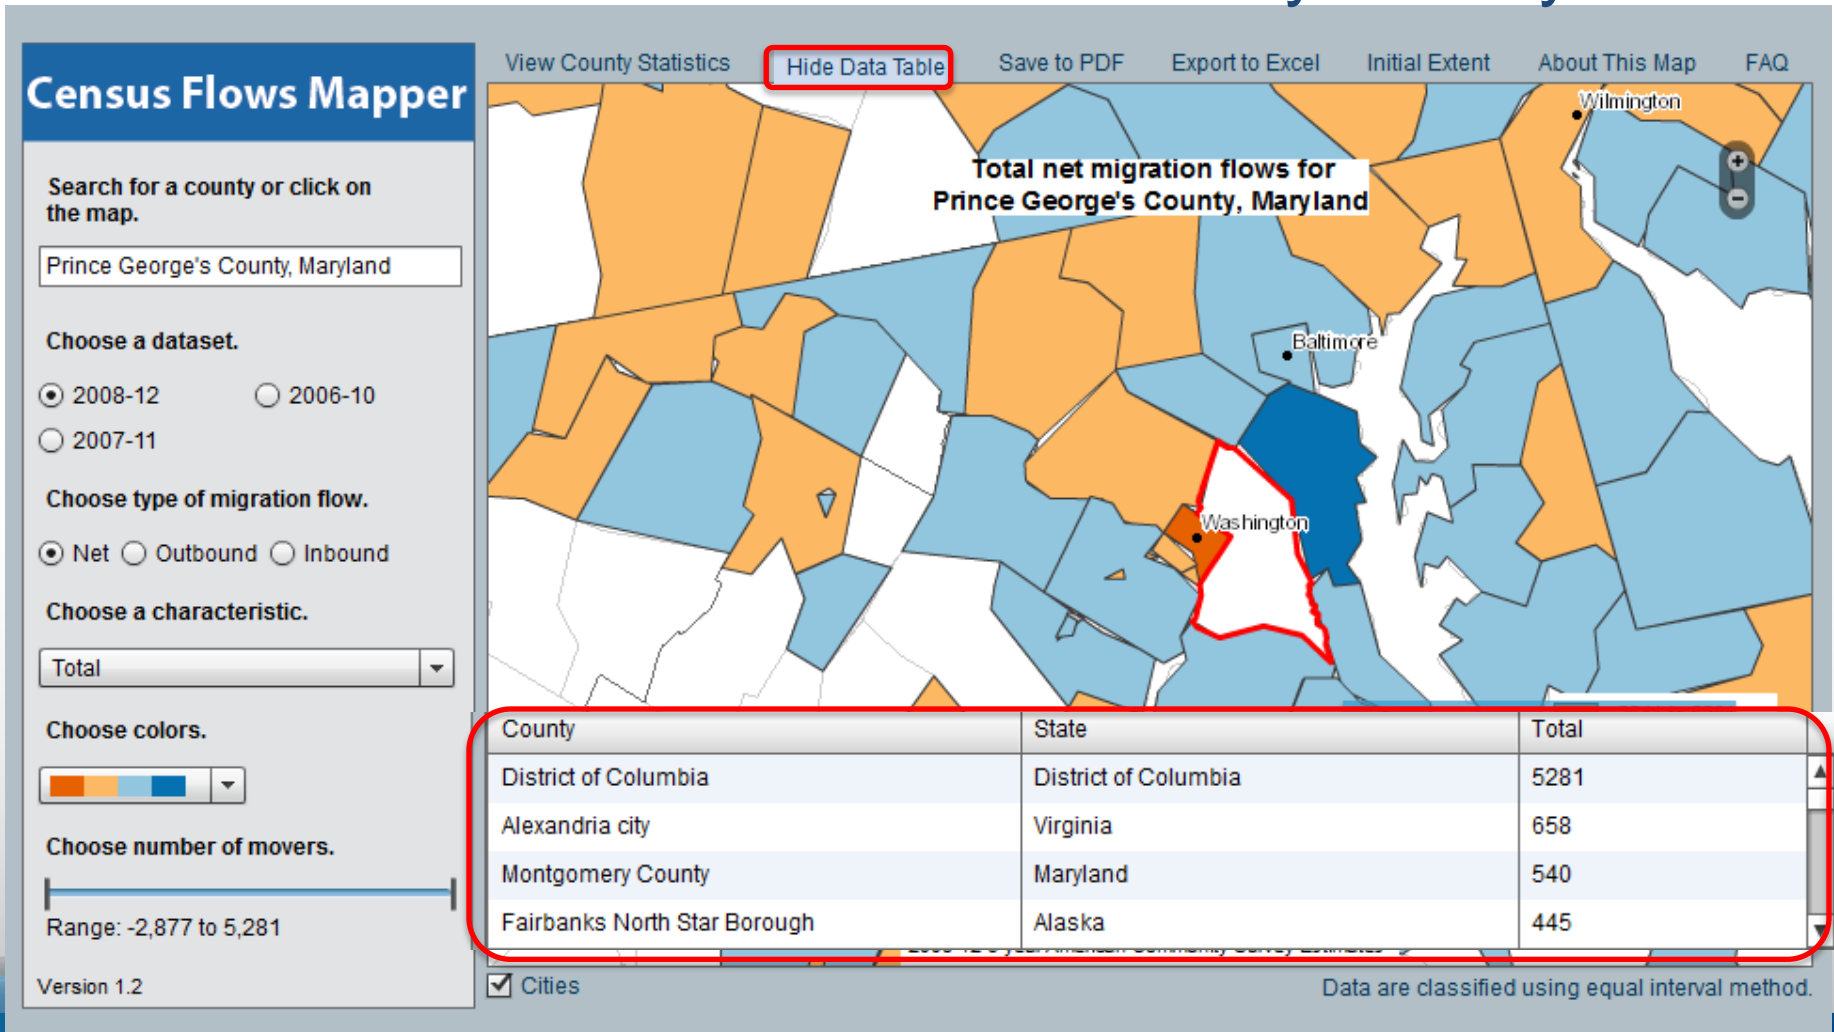 View County Statistics
Hide Data Table
Save to PDF
Export to Excel
Initial Extent
About This Map
FAQ
Census Flows Mapper
Search for a county or click on
the map.
Prince George's County, Maryland
Choose a dataset.
2008-12
2006-10
2007-11
Choose type of migration flow.
Net
Outbound
Inbound
Choose a characteristic.
Total
Choose colors.
Choose number of movers.
Range: -2,877 to 5,281
Version 1.2
Wilmington
Total net migration flows for
Prince George's County, Maryland
Baltimore
Washington
County State Total
District of Columbia District of Columbia 5281
Alexandria city Virginia 658
Montgomery County Maryland 540
Fairbanks North Star Borough Alaska 445
Cities
Data are classified using equal interval method.